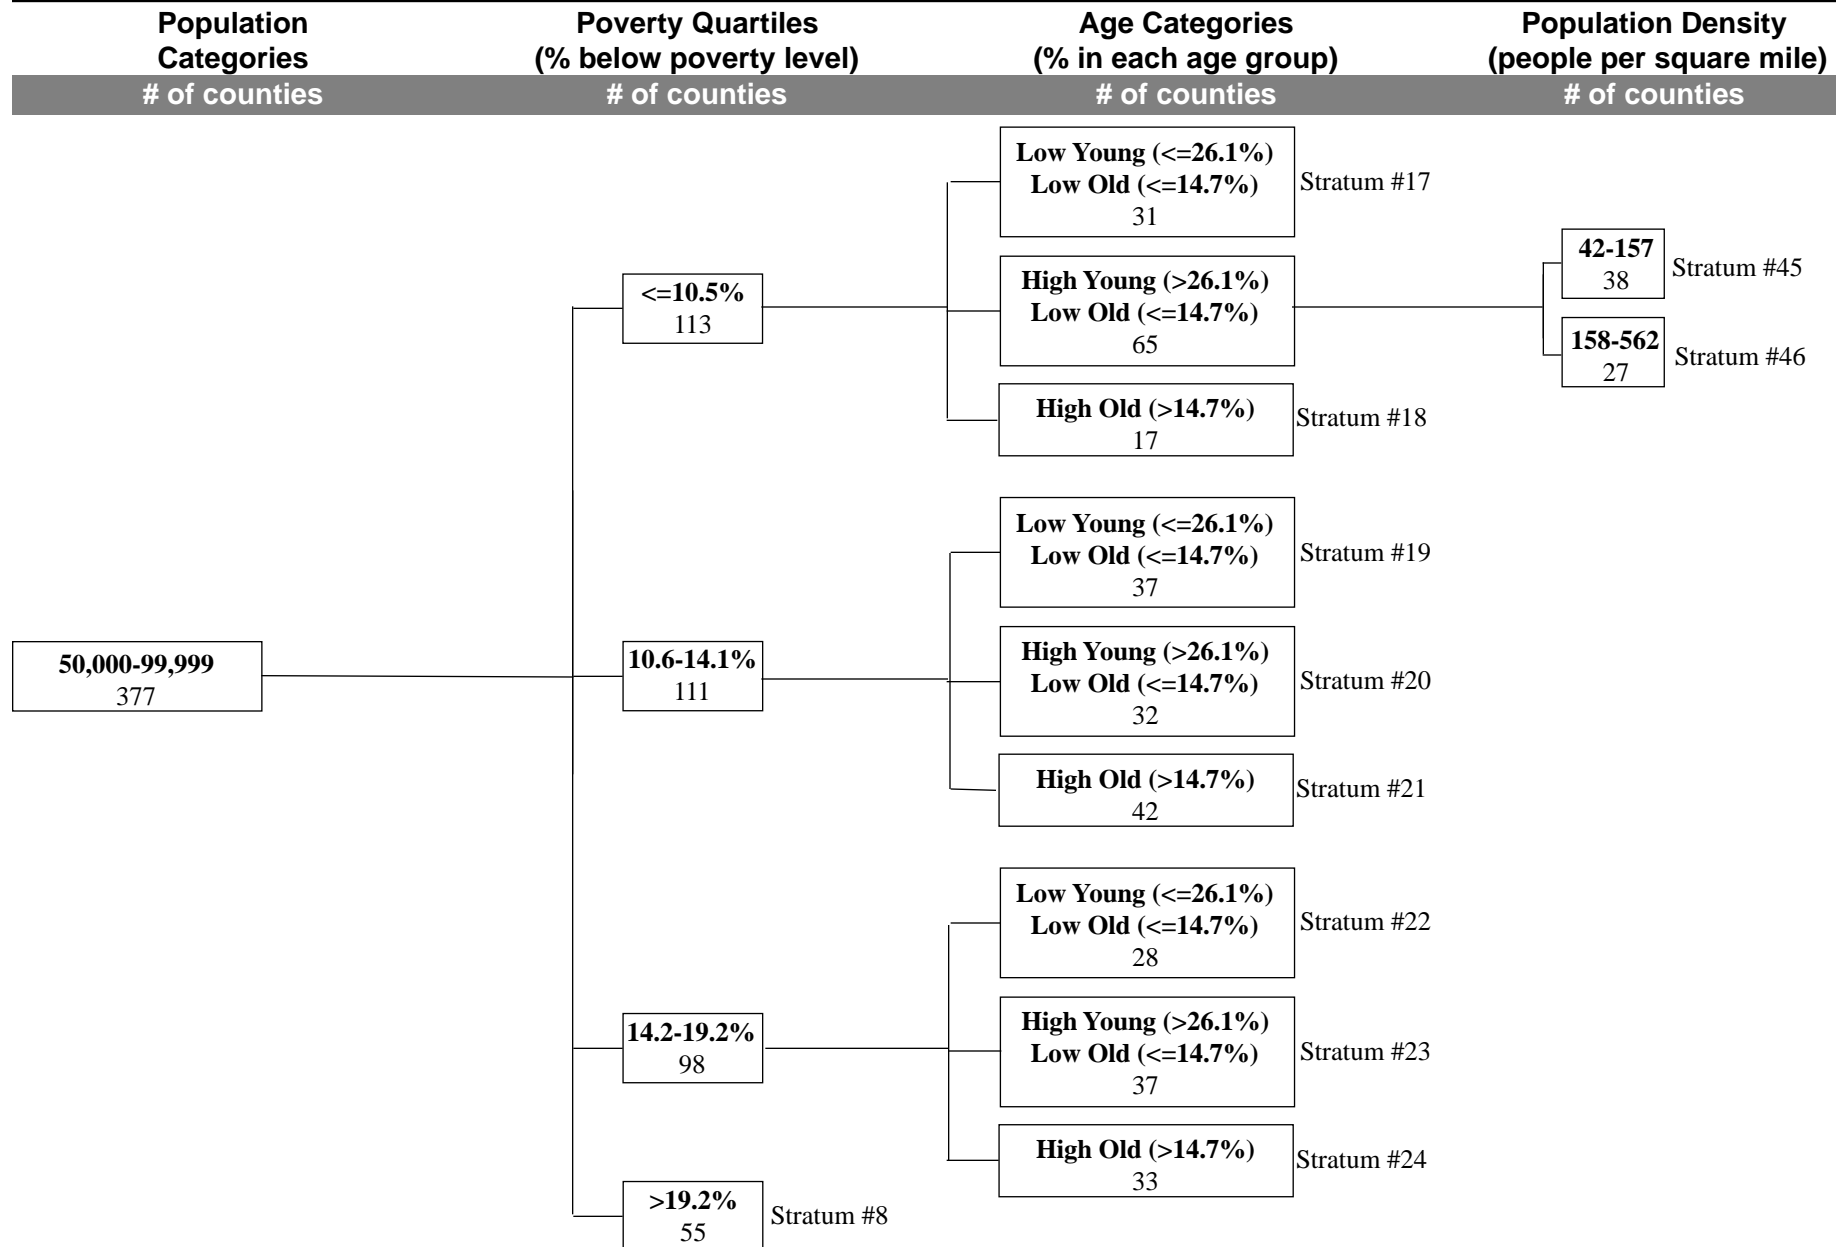 Population Categories
Poverty Quartiles (% below poverty level)
Age Categories (% in each age group)
Population Density (people per square mile)
# of counties
# of counties
# of counties
# of counties
50,000-99,999
377
<=10.5%
113
Low Young (<=26.1%)
Low Old (<=14.7%)
31
Stratum #17
High Young (>26.1%)
Low Old (<=14.7%)
65
42-157
38
Stratum #45
158-562
27
Stratum #46
High Old (>14.7%)
17
Stratum #18
10.6-14.1%
111
Low Young (<=26.1%)
Low Old (<=14.7%)
37
Stratum #19
High Young (>26.1%)
Low Old (<=14.7%)
32
Stratum #20
High Old (>14.7%)
42
Stratum #21
14.2-19.2%
98
Low Young (<=26.1%)
Low Old (<=14.7%)
28
Stratum #22
High Young (>26.1%)
Low Old (<=14.7%)
37
Stratum #23
High Old (>14.7%)
33
Stratum #24
>19.2%
55
Stratum #8